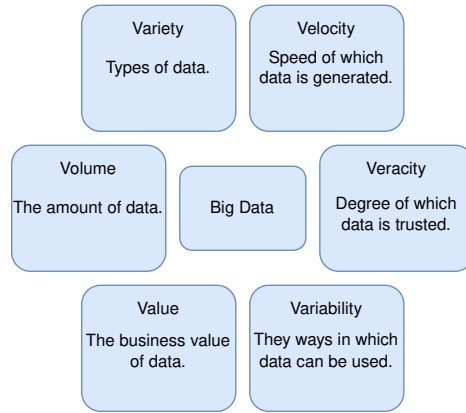 Variety
Types of data.
Velocity
Speed of which
data is generated.
Volume
The amount of data.
Big Data
Veracity
Degree of which
data is trusted.
Value
The business value
of data.
Variability
They ways in which
data can be used.